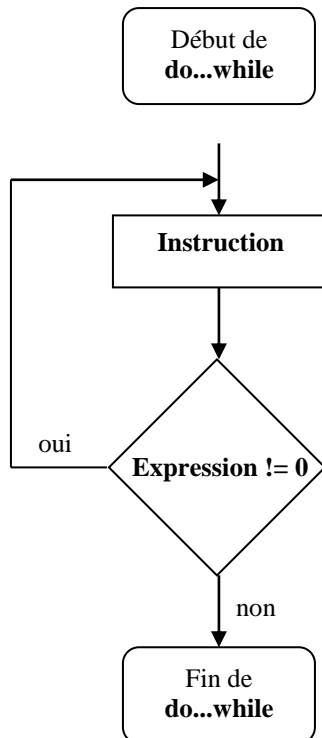 Début de
do...while
Instruction
Expression != 0
oui
non
Fin de
do...while